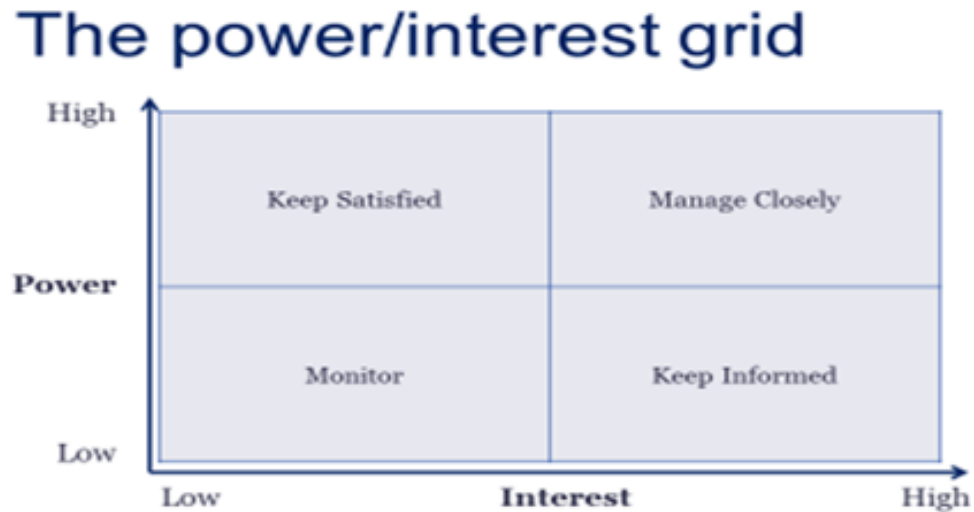 The power/interest grid
High
Keep Satisfied Manage Closely
Power
Monitor Keep Informed
Low
Low Interest High